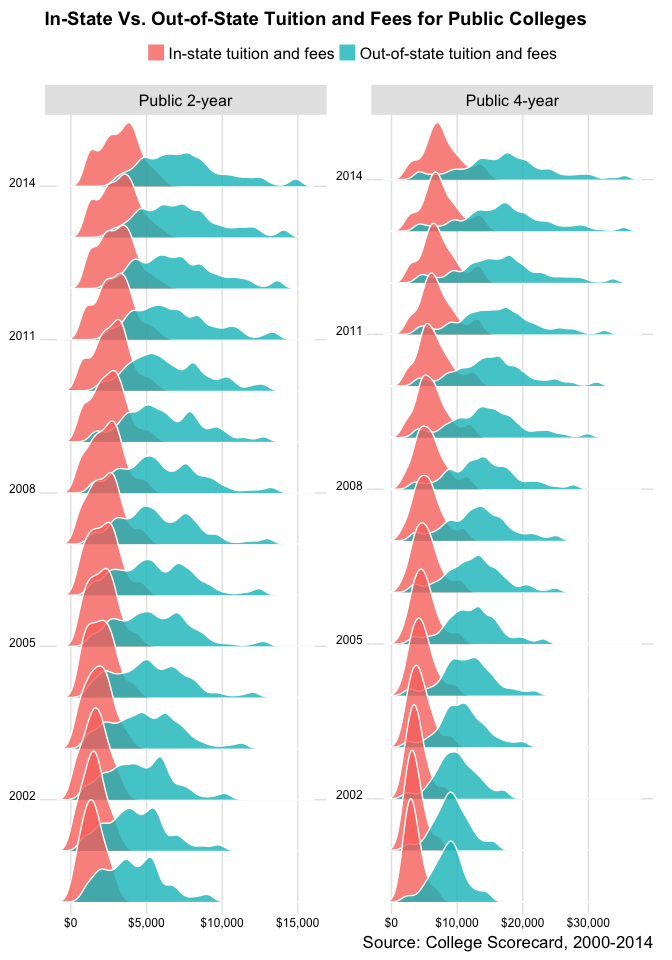 In-State Vs. Out-of-State Tuition and Fees for Public Colleges
In-state tuition and fees Out-of-state tuition and fees
Public 2-year Public 4-year
2014 2014
2011 2011
2008 2008
2005 2005
2002 2002
$0 $5,000 $10,000 $15,000 $0 $10,000 $20,000 $30,000
Source: College Scorecard, 2000-2014